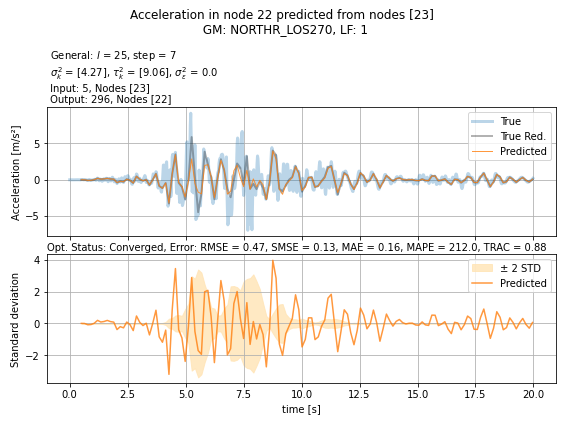 Acceleration in node 22 predicted from nodes [23]
GM: NORTHR_LOS270, LF: 1
General: l = 25, step = 7
σ²ₖ = [4.27], τ²ₖ = [9.06], σ²ε = 0.0
Input: 5, Nodes [23]
Output: 296, Nodes [22]
Acceleration [m/s²]
5
0
−5
True
True Red.
Predicted
Opt. Status: Converged, Error: RMSE = 0.47, SMSE = 0.13, MAE = 0.16, MAPE = 212.0, TRAC = 0.88
Standard deviation
4
2
0
−2
± 2 STD
Predicted
0.0 2.5 5.0 7.5 10.0 12.5 15.0 17.5 20.0
time [s]